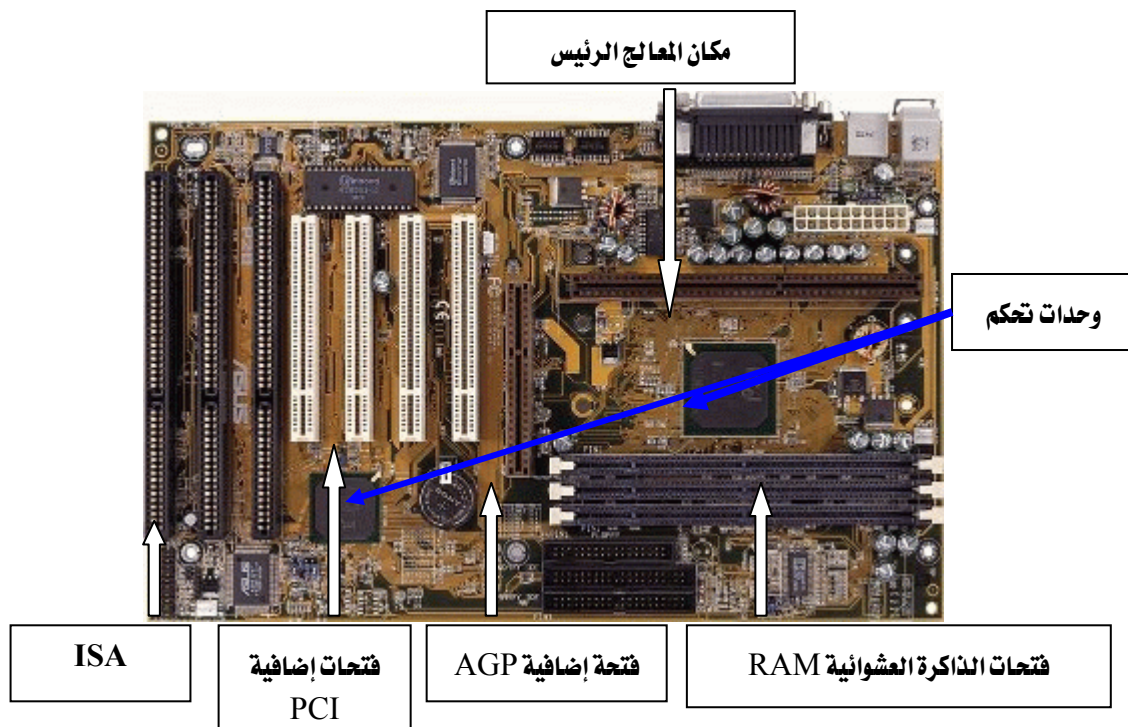 مكان المعالج الرئيس
وحدات تحكم
ISA
فتحات إضافية
PCI
فتحة إضافية AGP
فتحات الذاكرة العشوائية RAM